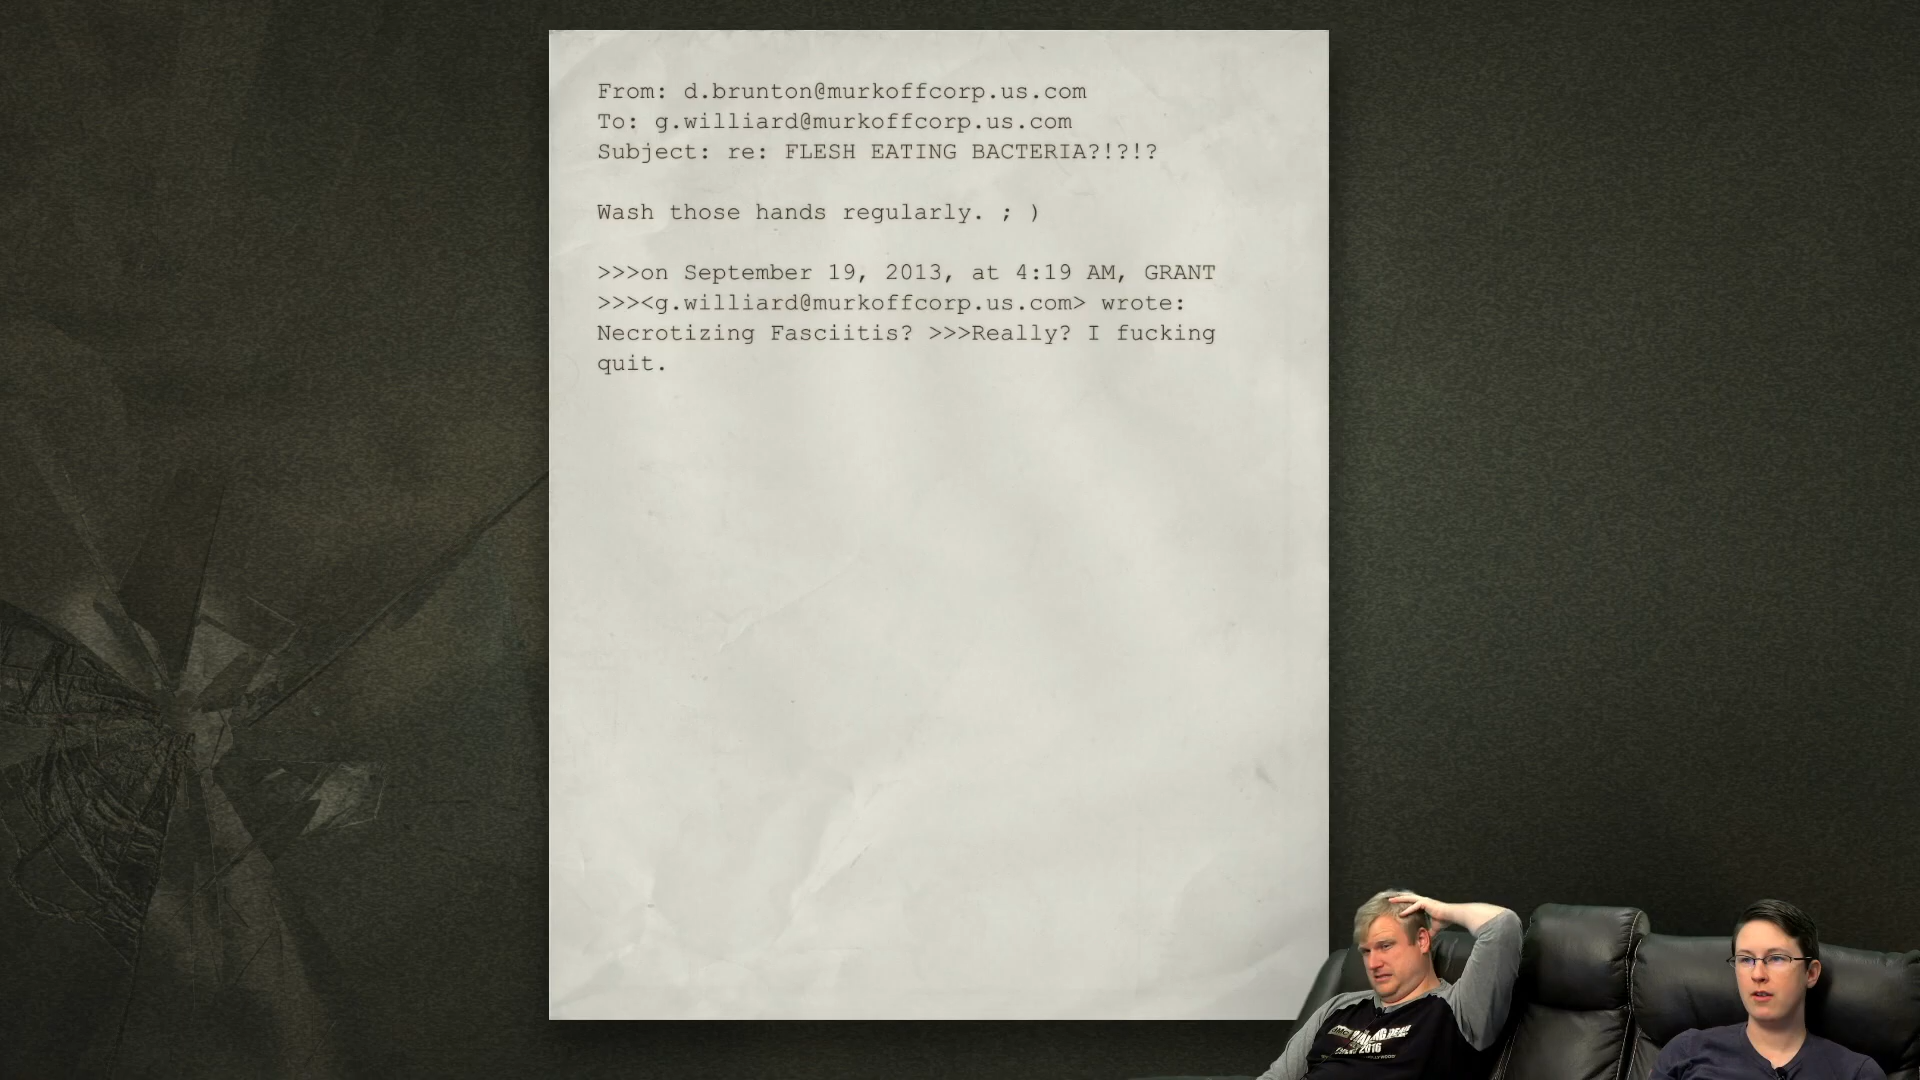 From: d.brunton@murkoffcorp.us.com
To: g.williard@murkoffcorp.us.com
Subject: re: FLESH EATING BACTERIA?!?!?
Wash those hands regularly. ; )
>>>on September 19, 2013, at 4:19 AM, GRANT
>>><g.williard@murkoffcorp.us.com> wrote:
Necrotizing Fasciitis? >>>Really? I fucking
quit.
AMC
2016